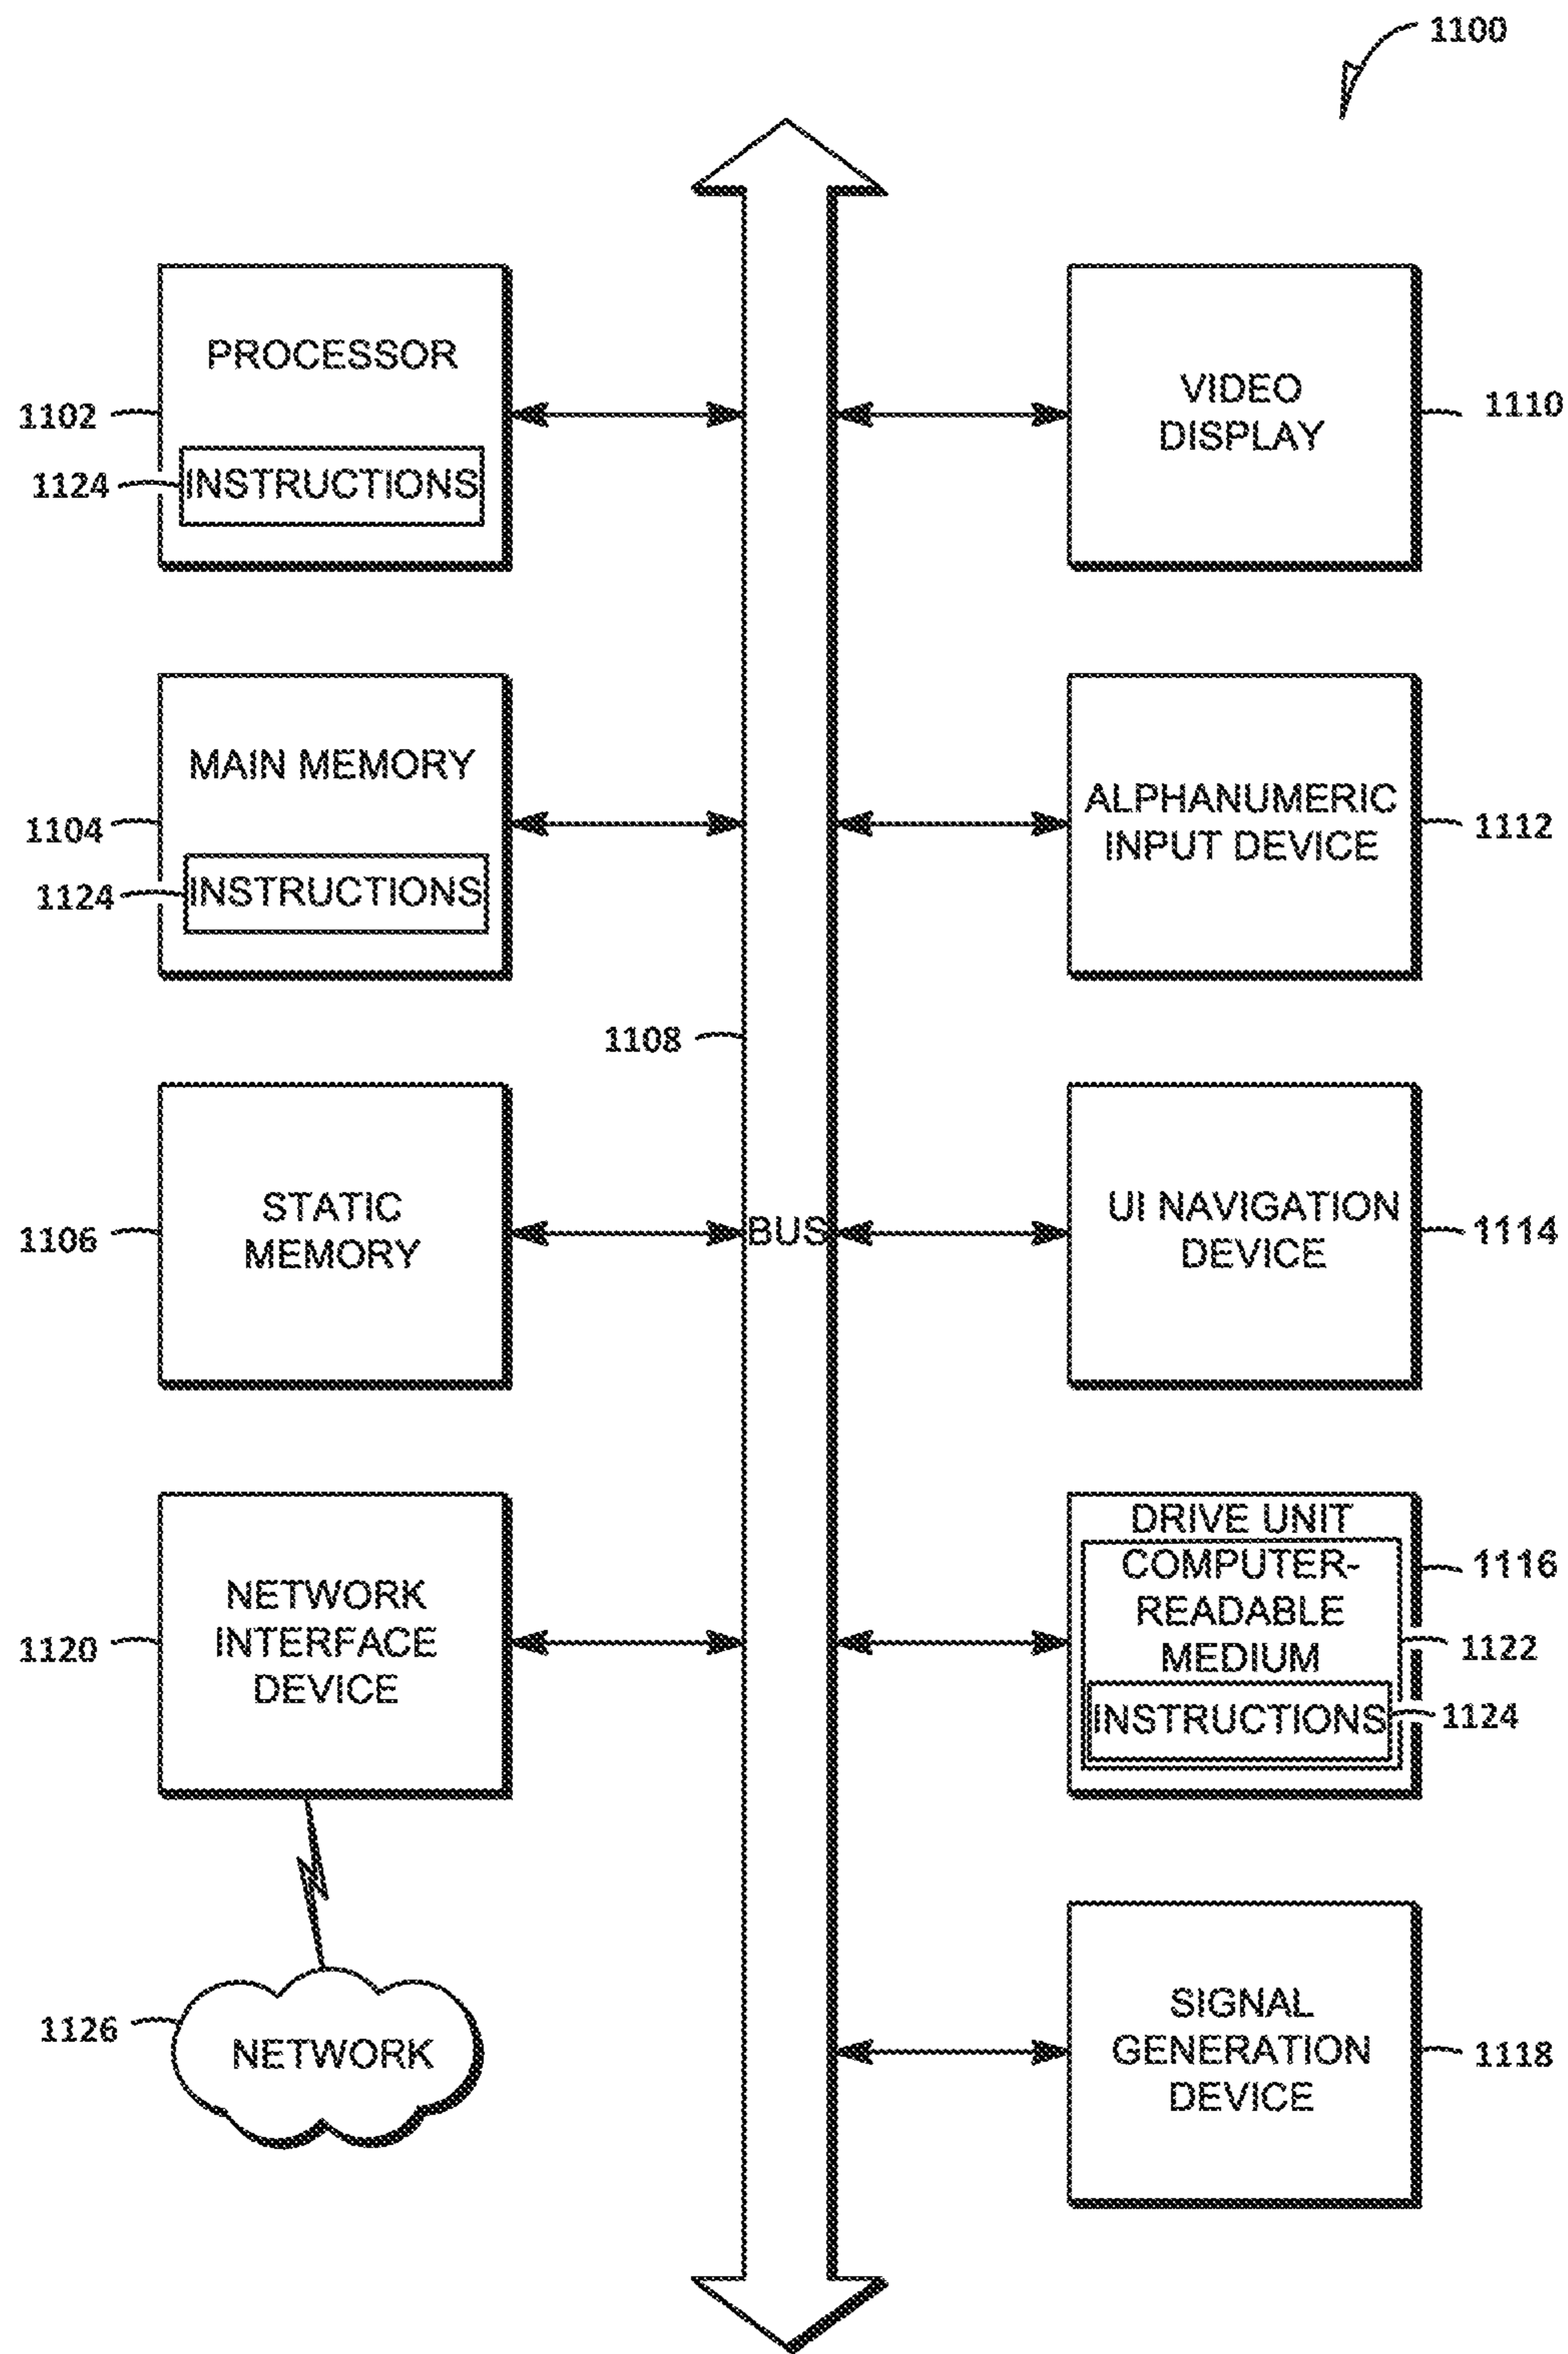 1100
PROCESSOR
1102
1124
INSTRUCTIONS
VIDEO
DISPLAY
1110
MAIN MEMORY
1104
1124
INSTRUCTIONS
ALPHANUMERIC
INPUT DEVICE
1112
1108
STATIC
MEMORY
1106
BUS
UI NAVIGATION
DEVICE
1114
NETWORK
INTERFACE
DEVICE
1120
DRIVE UNIT
COMPUTER-
READABLE
MEDIUM
INSTRUCTIONS
1116
1122
1124
1126
NETWORK
SIGNAL
GENERATION
DEVICE
1118